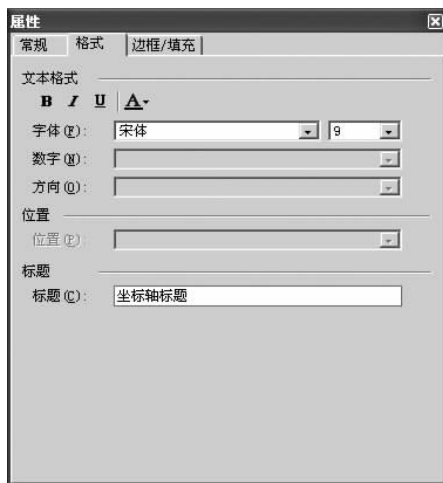 属性
常规 格式 边框/填充
文本格式
B I U A
字体(F): 宋体 9
数字(N):
方向(O):
位置
位置(P):
标题
标题(C): 坐标轴标题